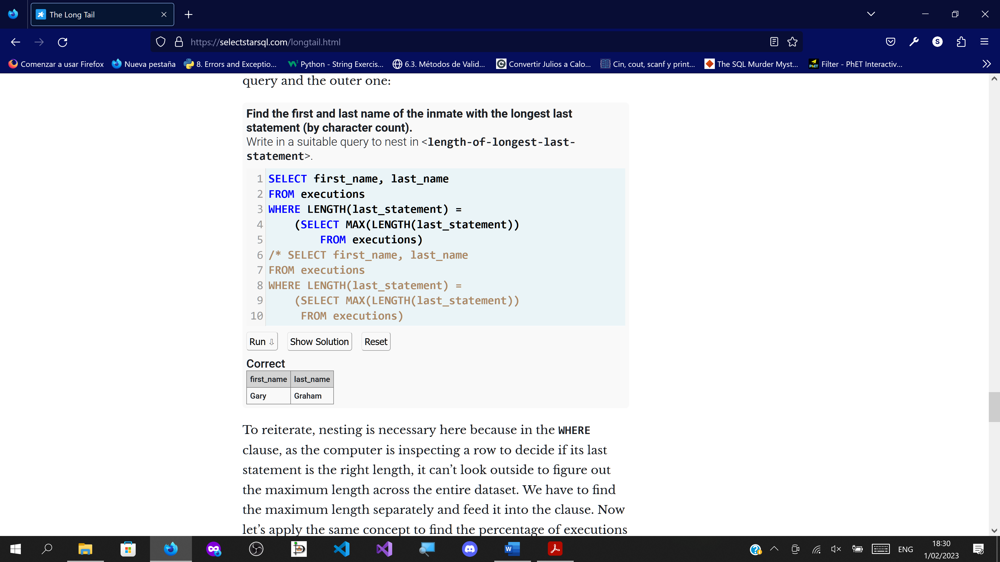 The Long Tail
https://selectstarsql.com/longtail.html
S
Comenzar a usar Firefox Nueva pestaña 8. Errors and Exceptio... Python - String Exercis... 6.3. Métodos de Valid... Convertir Julios a Calo... Cin, cout, scanf y print... The SQL Murder Myst... Filter - PhET Interactiv...
query and the outer one:
Find the first and last name of the inmate with the longest last
statement (by character count).
Write in a suitable query to nest in <length-of-longest-last-
statement>.
1 SELECT first_name, last_name
2 FROM executions
3 WHERE LENGTH(last_statement) =
4     (SELECT MAX(LENGTH(last_statement))
5         FROM executions)
6 /* SELECT first_name, last_name
7 FROM executions
8 WHERE LENGTH(last_statement) =
9     (SELECT MAX(LENGTH(last_statement))
10      FROM executions)
Run ⇩ Show Solution Reset
Correct
first_name last_name
Gary Graham
To reiterate, nesting is necessary here because in the WHERE
clause, as the computer is inspecting a row to decide if its last
statement is the right length, it can’t look outside to figure out
the maximum length across the entire dataset. We have to find
the maximum length separately and feed it into the clause. Now
let’s apply the same concept to find the percentage of executions
ENG
18:30
1/02/2023